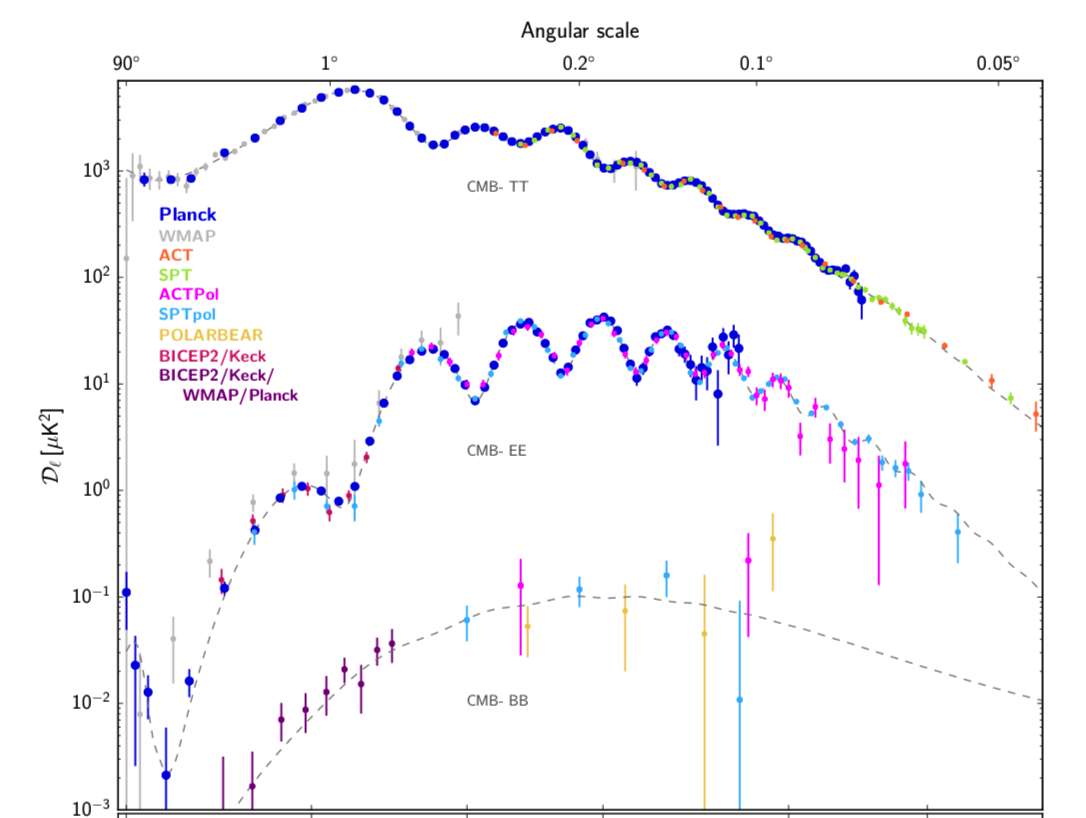 Angular scale
90° 1° 0.2° 0.1° 0.05°
10³
CMB- TT
Planck
WMAP
ACT
SPT
ACTPol
SPTpol
POLARBEAR
BICEP2/Keck
BICEP2/Keck/
WMAP/Planck
10²
10¹
𝒟ℓ [μK²]
CMB- EE
10⁰
10⁻¹
10⁻²
CMB- BB
10⁻³